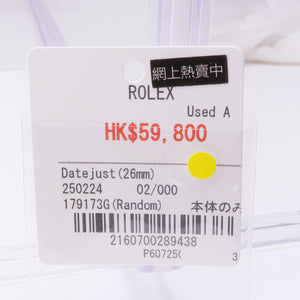 網上熱賣中
ROLEX
Used A
HK$59,800
Datejust(26mm)
250224 02/000
179173G(Random) 本体のみ
2160700289438
P60725
3